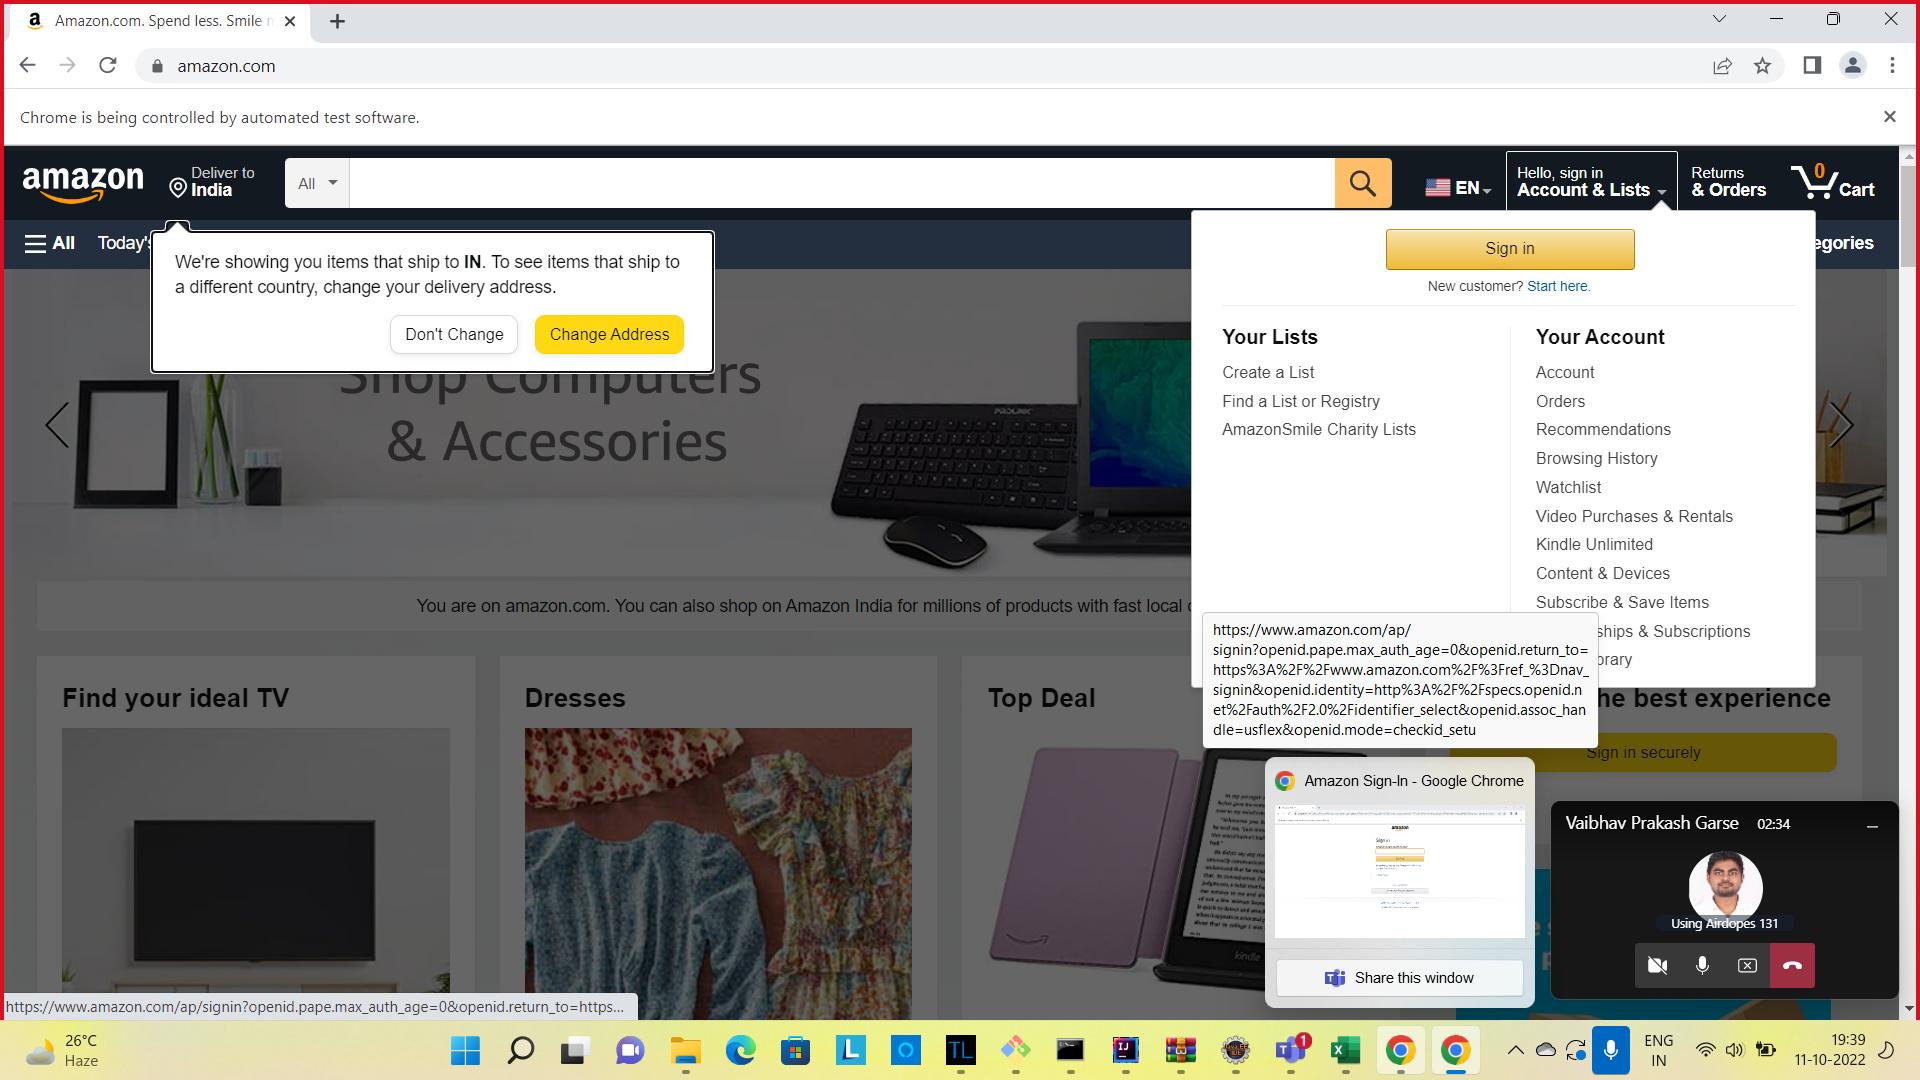 Amazon.com. Spend less. Smile
amazon.com
Chrome is being controlled by automated test software.
amazon
Deliver to
India
All
EN
Hello, sign in
Account & Lists
Returns
& Orders
0
Cart
All
Today's
egories
We're showing you items that ship to IN. To see items that ship to
a different country, change your delivery address.
Don't Change
Change Address
Sign in
New customer? Start here.
Your Lists
Create a List
Find a List or Registry
AmazonSmile Charity Lists
Your Account
Account
Orders
Recommendations
Browsing History
Watchlist
Video Purchases & Rentals
Kindle Unlimited
Content & Devices
Subscribe & Save Items
ships & Subscriptions
brary
Shop Computers
& Accessories
PROLINK
You are on amazon.com. You can also shop on Amazon India for millions of products with fast local
https://www.amazon.com/ap/
signin?openid.pape.max_auth_age=0&openid.return_to=
https%3A%2F%2Fwww.amazon.com%2F%3Fref_%3Dnav_
signin&openid.identity=http%3A%2F%2Fspecs.openid.n
et%2Fauth%2F2.0%2Fidentifier_select&openid.assoc_han
dle=usflex&openid.mode=checkid_setu
Find your ideal TV
Dresses
Top Deal
he best experience
Sign in securely
kindle
Amazon Sign-In - Google Chrome
Share this window
Vaibhav Prakash Garse 02:34
Using Airdopes 131
https://www.amazon.com/ap/signin?openid.pape.max_auth_age=0&openid.return_to=https...
26°C
Haze
L
TL
IJ
1
ENG
IN
19:39
11-10-2022